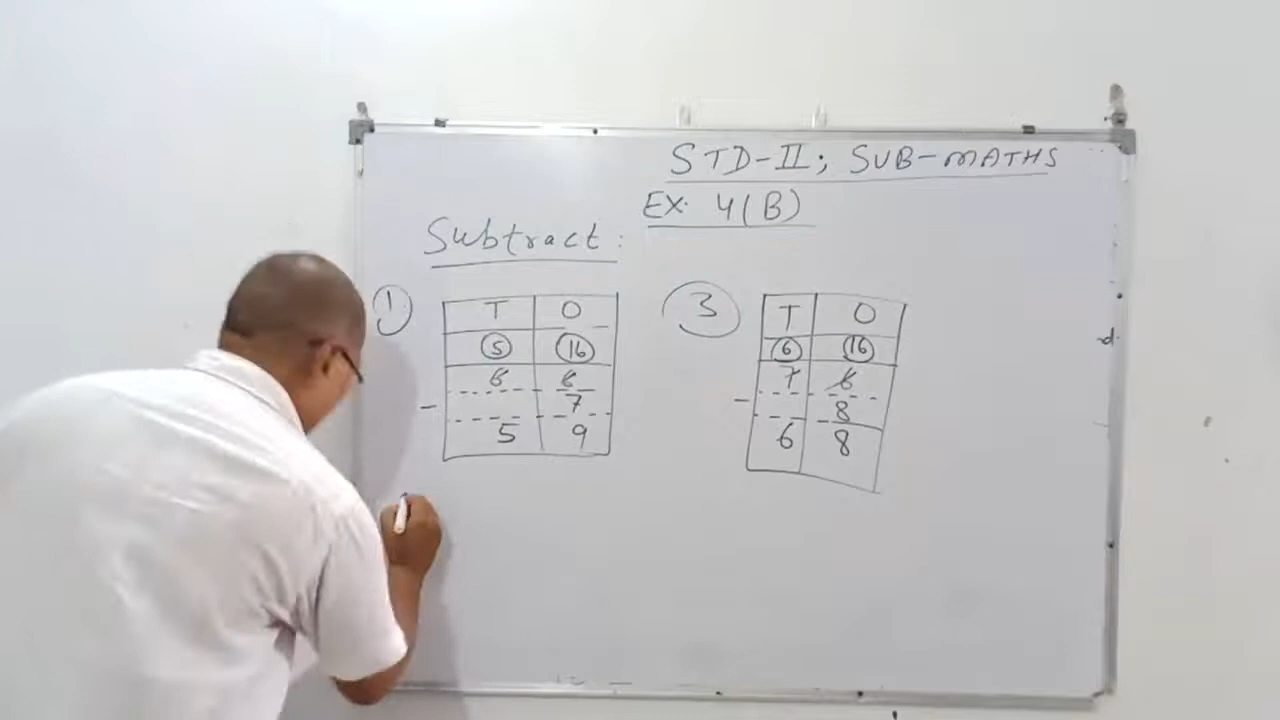 STD-II; SUB-MATHS
EX. 4(B)
Subtract:
1
T O
5 16
6 6
- 7
5 9
3
T O
6 16
7 6
- 8
6 8